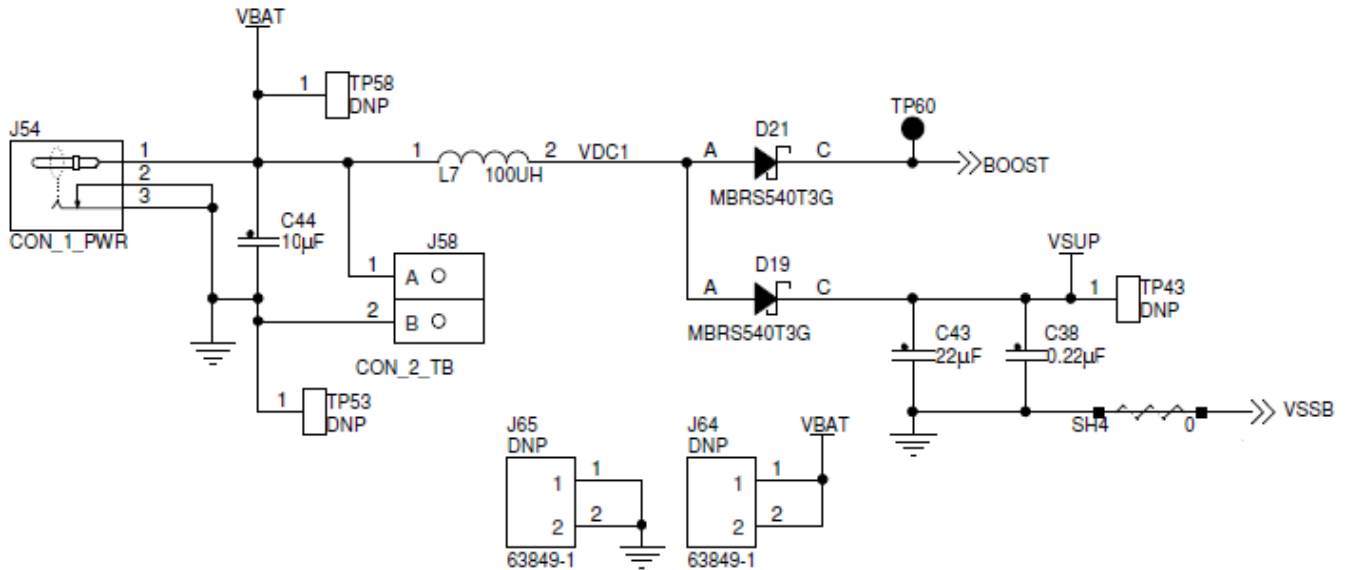 VBAT
1 TP58
DNP
J54
1
2
3
CON_1_PWR
C44
10µF
1 L7 100UH 2 VDC1
J58
1 A
2 B
CON_2_TB
1 TP53
DNP
D21
A C
MBRS540T3G
TP60
BOOST
D19
A C
MBRS540T3G
VSUP
1 TP43
DNP
C43
22µF
C38
0.22µF
SH4 0 VSSB
J65
DNP
1 1
2 2
63849-1
J64
DNP
VBAT
1 1
2 2
63849-1